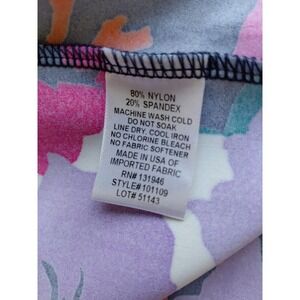 80% NYLON
20% SPANDEX
MACHINE WASH COLD
DO NOT SOAK
LINE DRY. COOL IRON
NO CHLORINE BLEACH
NO FABRIC SOFTENER
MADE IN USA OF
IMPORTED FABRIC
RN# 131946
STYLE# 101109
LOT# 51143